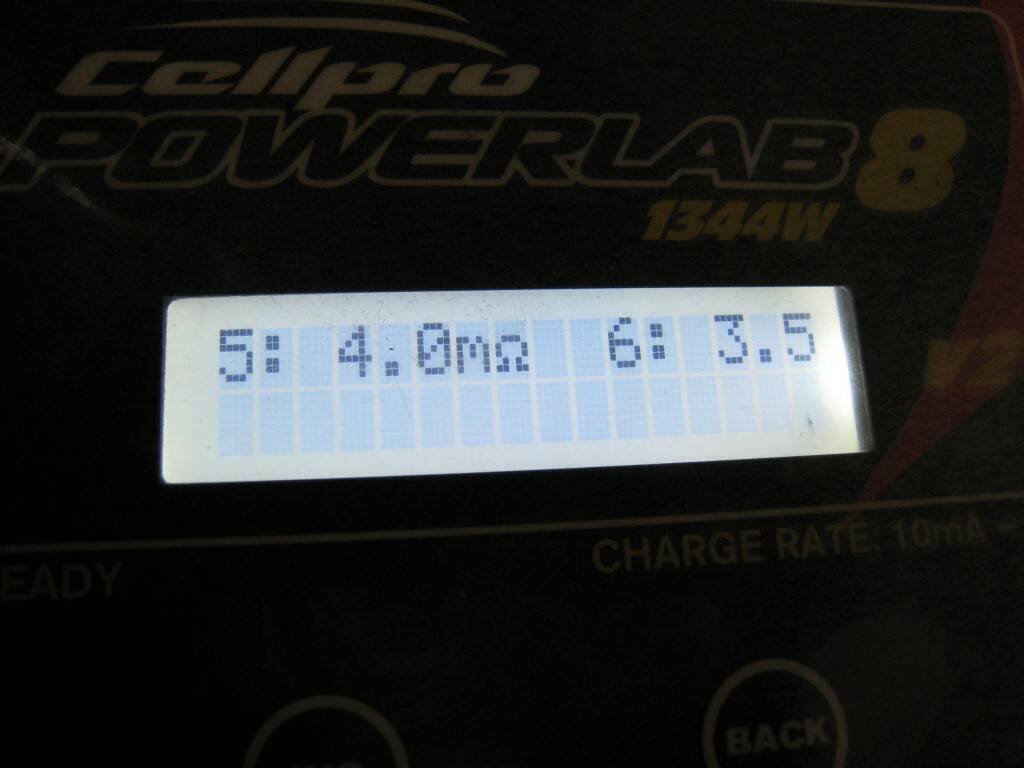 Cellpro
POWERLAB 8
1344W
V2
5: 4.0mΩ 6: 3.5
EADY
CHARGE RATE: 10mA -
BACK